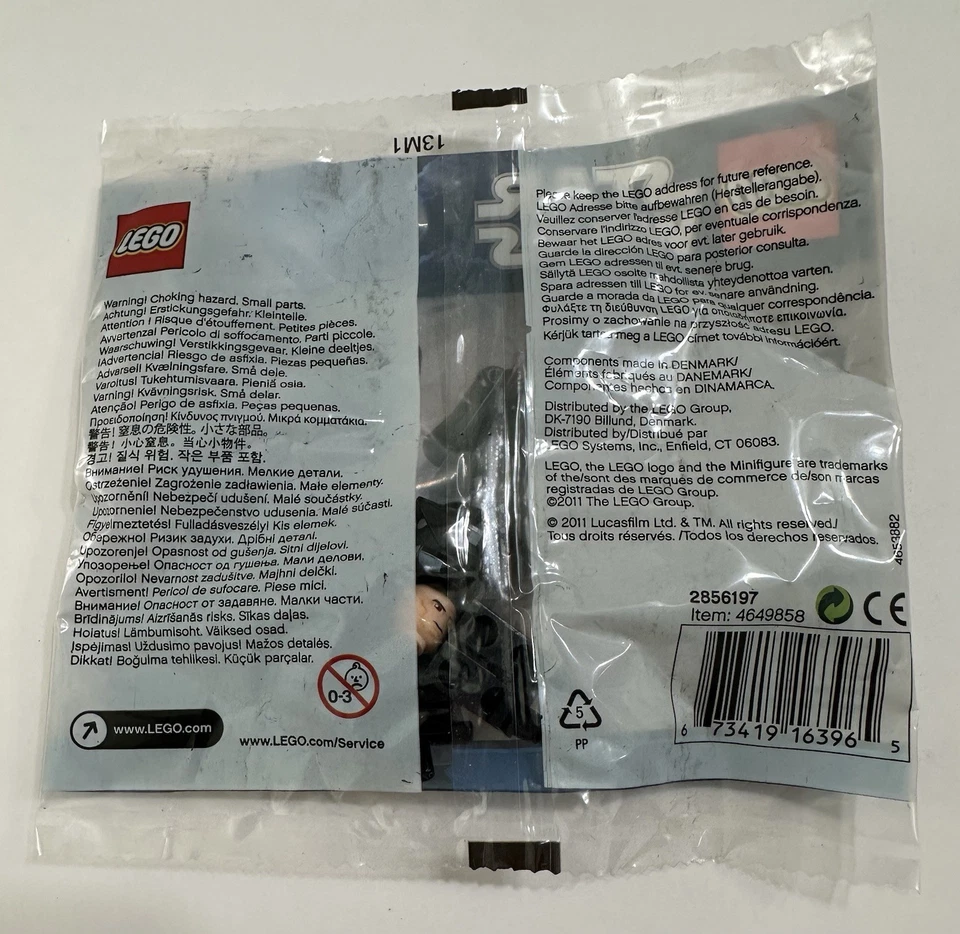 13M1
LEGO
Warning! Choking hazard. Small parts.
Achtung! Erstickungsgefahr. Kleinteile.
Attention ! Risque d'étouffement. Petites pièces.
Avvertenza! Pericolo di soffocamento. Parti piccole.
Waarschuwing! Verstikkingsgevaar. Kleine deeltjes.
¡Advertencia! Riesgo de asfixia. Piezas pequeñas.
Advarsel! Kvælningsfare. Små dele.
Varoitus! Tukehtumisvaara. Pieniä osia.
Varning! Kvävningsrisk. Små delar.
Atenção! Perigo de asfixia. Peças pequenas.
Προειδοποίηση! Κίνδυνος πνιγμού. Μικρά κομματάκια.
警告! 窒息の危険性。小さな部品。
警告! 小心窒息。当心小物件。
경고! 질식 위험. 작은 부품 포함.
Внимание! Риск удушения. Мелкие детали.
Ostrzeżenie! Zagrożenie zadławienia. Małe elementy.
Upozornění! Nebezpečí udušení. Malé součástky.
Upozornenie! Nebezpečenstvo udusenia. Malé súčasti.
Figyelmeztetés! Fulladásveszély! Kis elemek.
Обережно! Ризик задухи. Дрібні деталі.
Upozorenje! Opasnost od gušenja. Sitni dijelovi.
Упозорење! Опасност од гушења. Мали делови.
Opozorilo! Nevarnost zadušitve. Majhni delčki.
Avertisment! Pericol de sufocare. Piese mici.
Внимание! Опасност от задавяне. Малки части.
Brīdinājums! Aizrīšanās risks. Sīkas daļas.
Hoiatus! Lämbumisoht. Väiksed osad.
Įspėjimas! Uždusimo pavojus! Mažos detalės.
Dikkat! Boğulma tehlikesi. Küçük parçalar.
0-3
www.LEGO.com
www.LEGO.com/Service
Please keep the LEGO address for future reference.
LEGO Adresse bitte aufbewahren (Herstellerangabe).
Veuillez conserver l'adresse LEGO en cas de besoin.
Conservare l'indirizzo LEGO, per eventuale corrispondenza.
Bewaar het LEGO adres voor evt. later gebruik.
Guarde la dirección LEGO para posterior consulta.
Gem LEGO adressen til evt. senere brug.
Säilytä LEGO osoite mahdollista yhteydenottoa varten.
Spara adressen till LEGO for ev. senare användning.
Guarde a morada da LEGO para qualquer correspondência.
Φυλάξτε τη διεύθυνση LEGO για οποιαδήποτε επικοινωνία.
Prosimy o zachowanie na przyszłość adresu LEGO.
Kérjük tartsa meg a LEGO címet további információért.
Components made in DENMARK/
Éléments fabriqués au DANEMARK/
Componentes hechos en DINAMARCA.
Distributed by the LEGO Group,
DK-7190 Billund, Denmark.
Distributed by/Distribué par
LEGO Systems, Inc., Enfield, CT 06083.
LEGO, the LEGO logo and the Minifigure are trademarks
of the/sont des marques de commerce de/son marcas
registradas de LEGO Group.
©2011 The LEGO Group.
© 2011 Lucasfilm Ltd. & TM. All rights reserved./
Tous droits réservés. /Todos los derechos reservados.
2856197
Item: 4649858
CE
5
PP
6 73419 16396 5